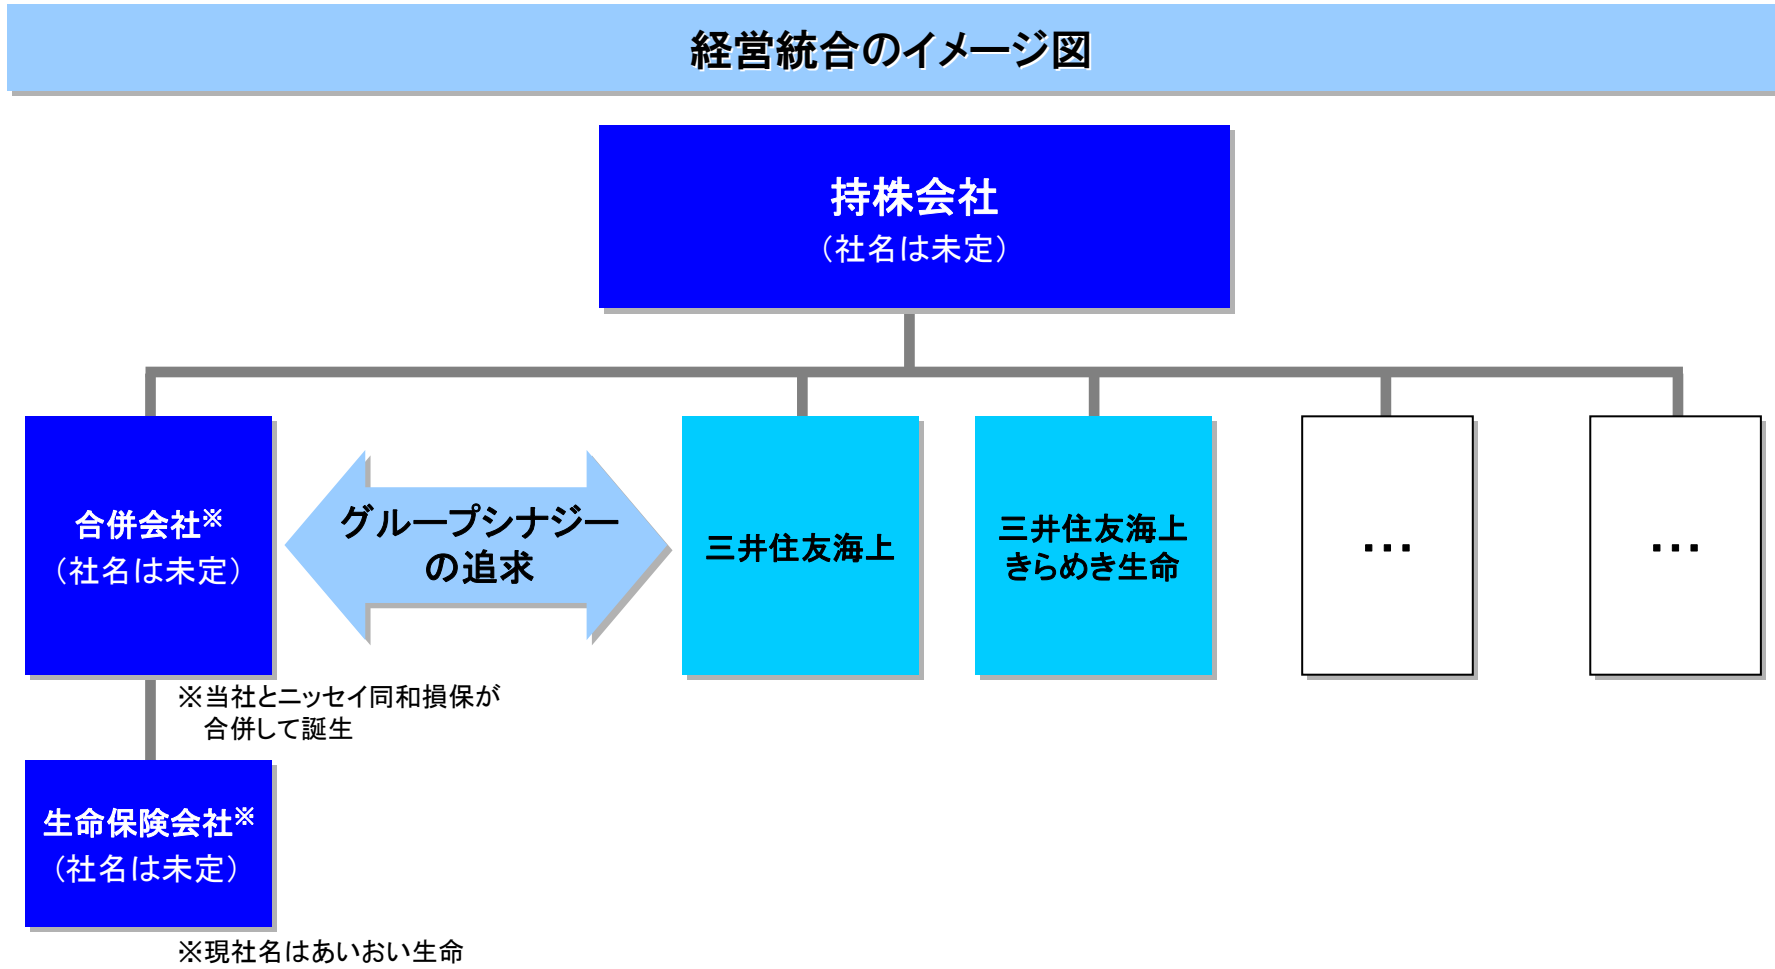 経営統合のイメージ図
持株会社
（社名は未定）
合併会社※
（社名は未定）
グループシナジー
の追求
三井住友海上
三井住友海上
きらめき生命
・・・
・・・
※当社とニッセイ同和損保が
合併して誕生
生命保険会社※
（社名は未定）
※現社名はあいおい生命